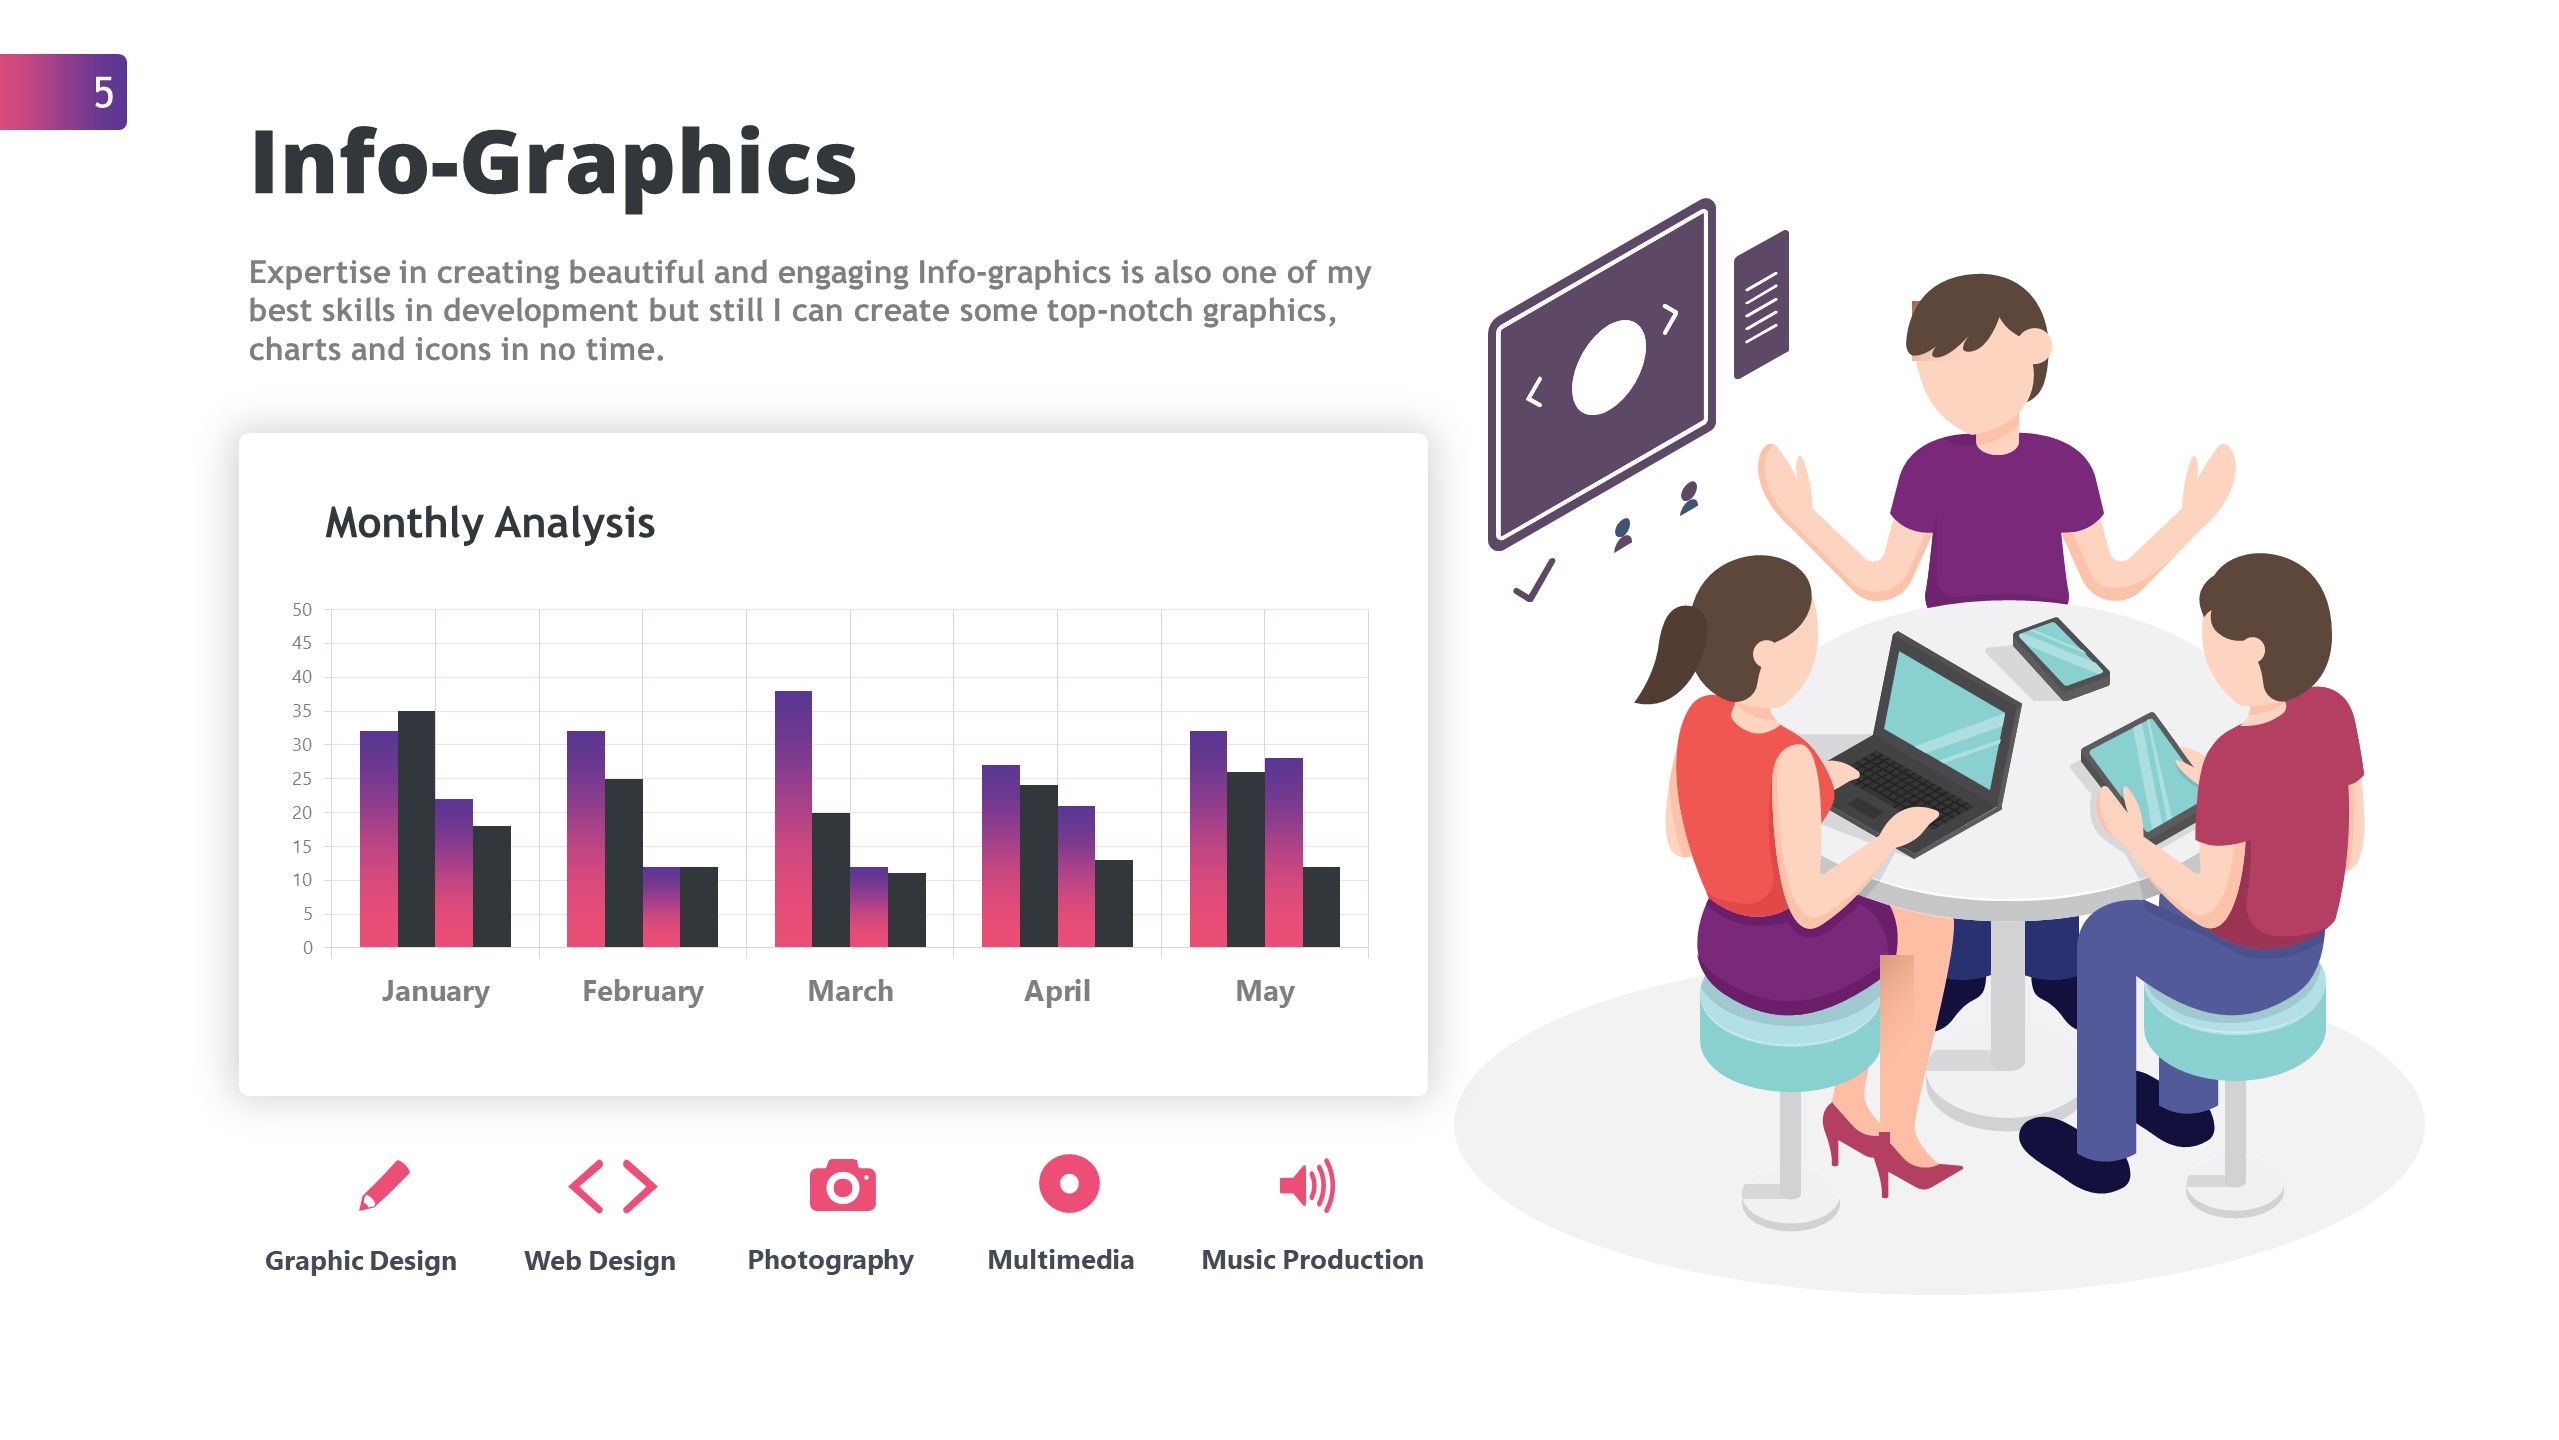 5
Info-Graphics
Expertise in creating beautiful and engaging Info-graphics is also one of my
best skills in development but still I can create some top-notch graphics,
charts and icons in no time.
Monthly Analysis
50
45
40
35
30
25
20
15
10
5
0
January February March April May
Graphic Design Web Design Photography Multimedia Music Production